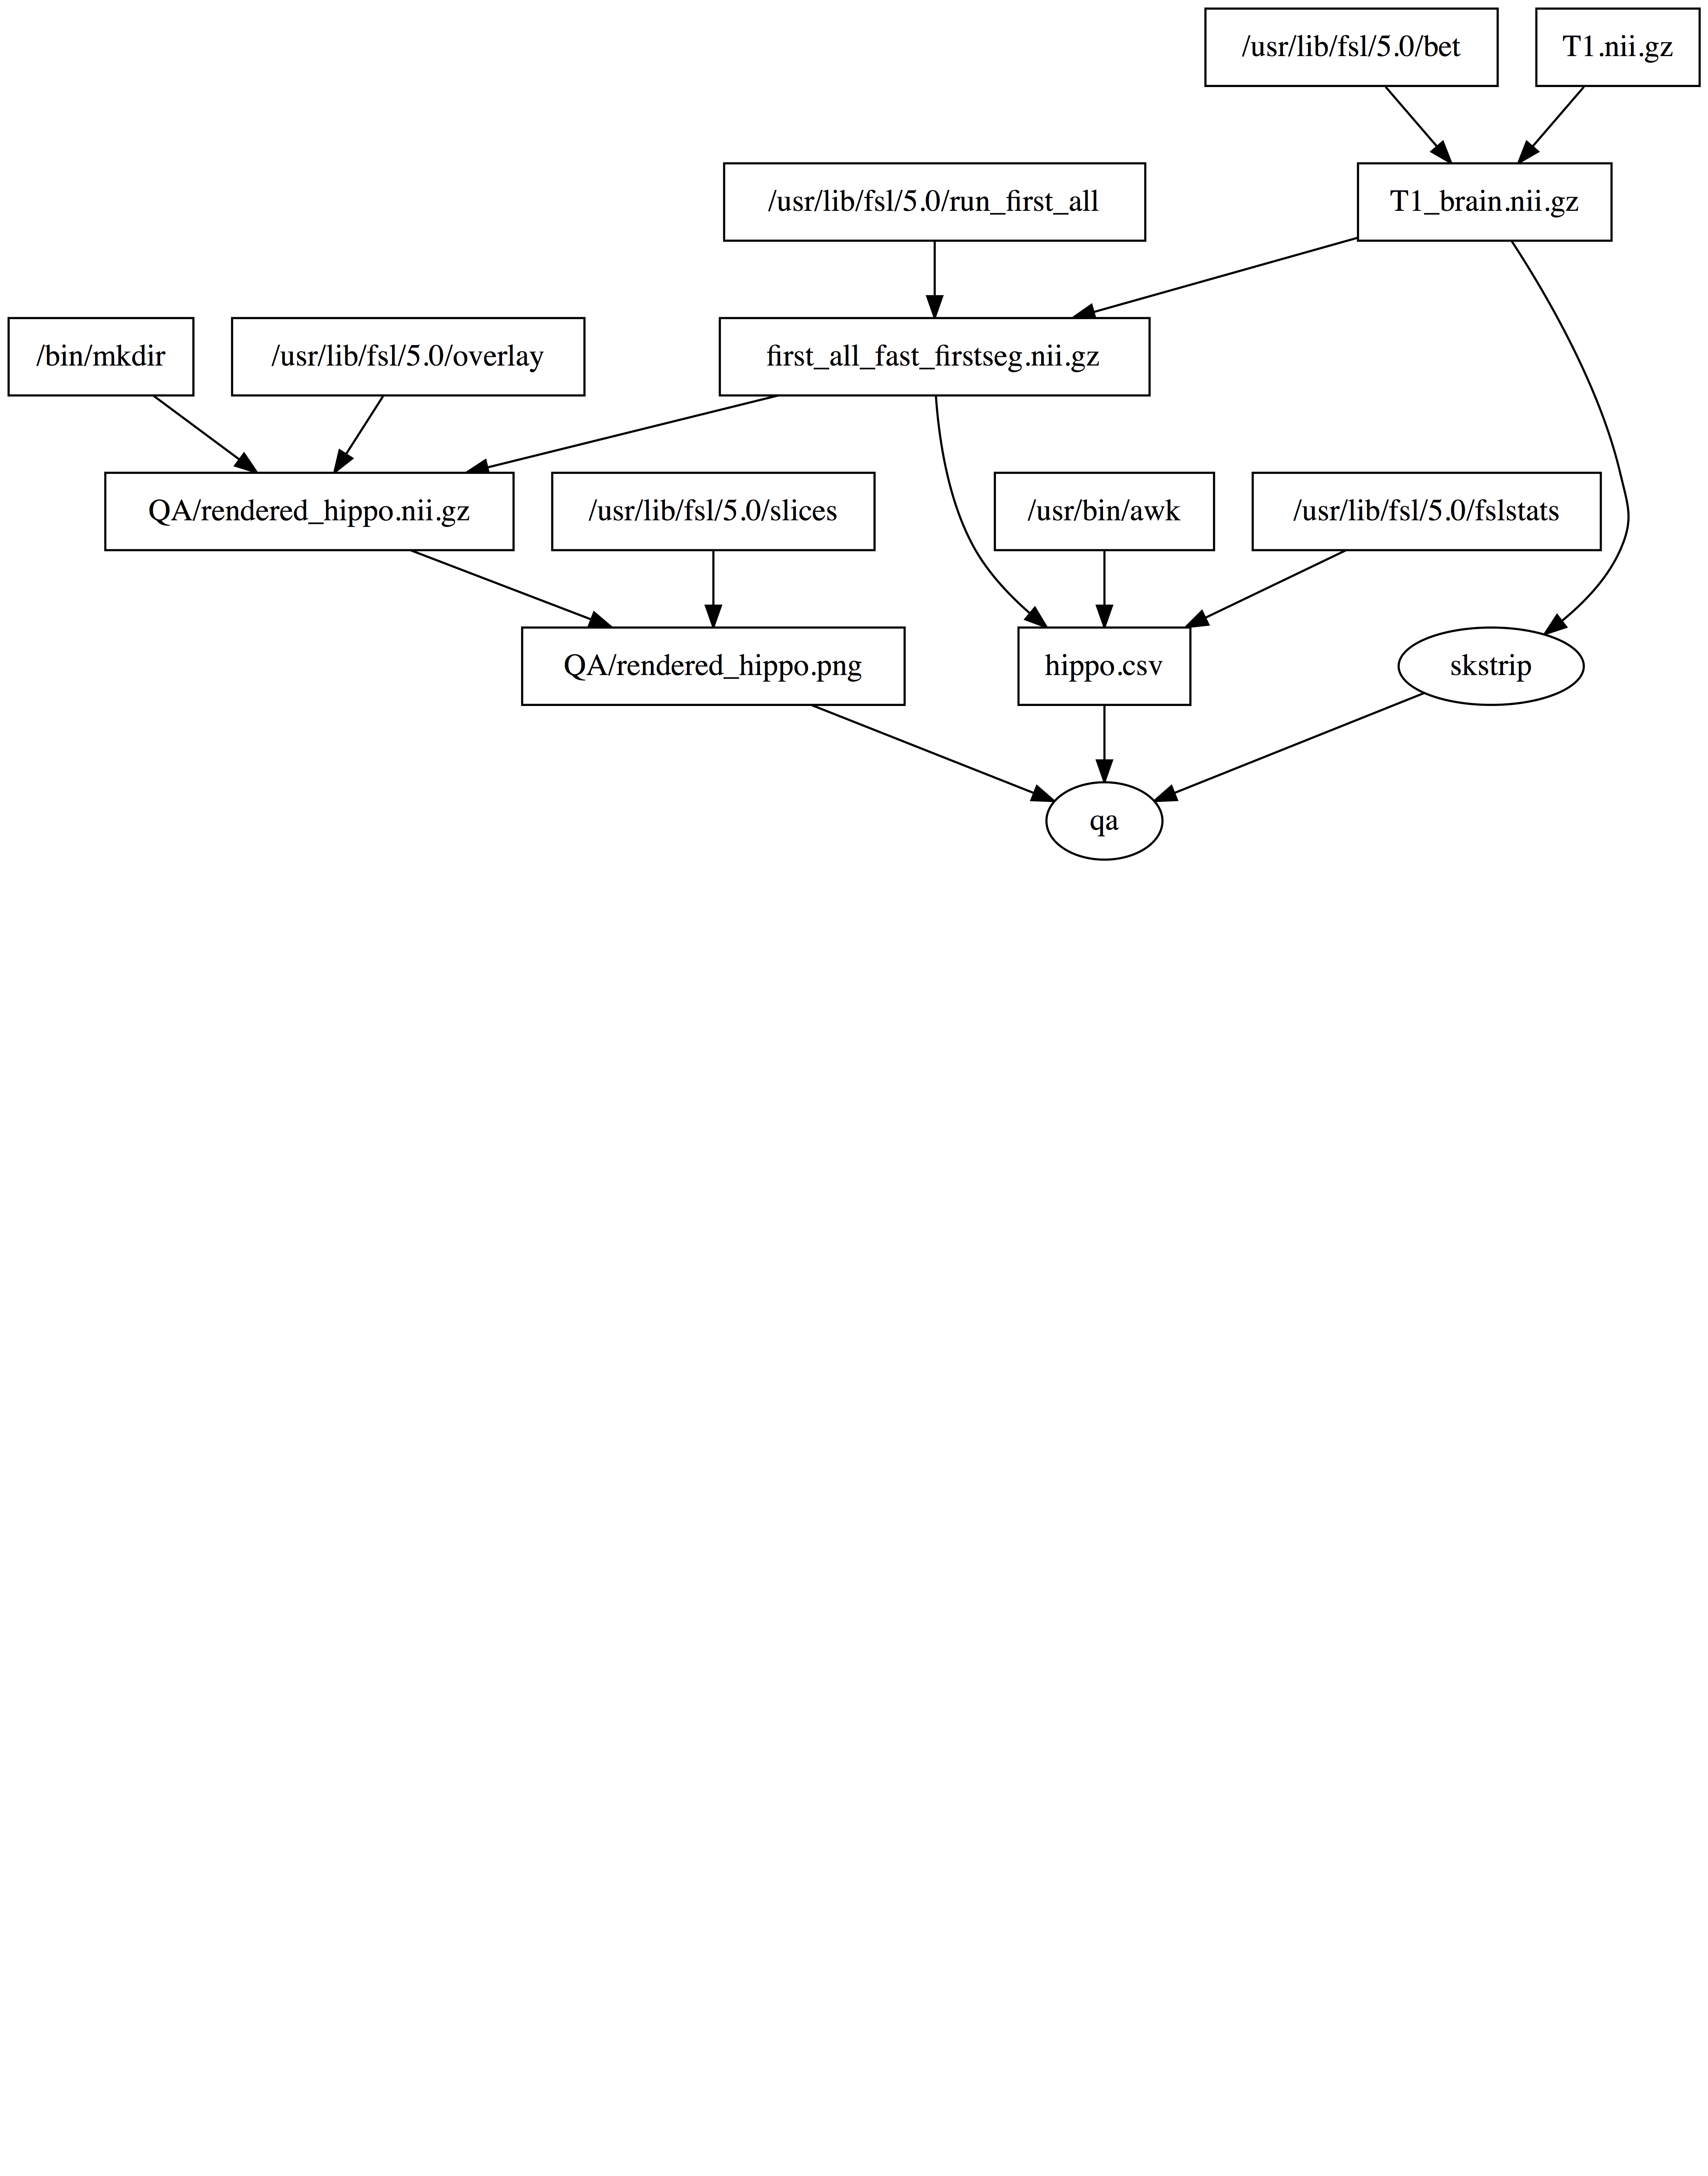 /usr/lib/fsl/5.0/bet
T1.nii.gz
/usr/lib/fsl/5.0/run_first_all
T1_brain.nii.gz
/bin/mkdir
/usr/lib/fsl/5.0/overlay
first_all_fast_firstseg.nii.gz
QA/rendered_hippo.nii.gz
/usr/lib/fsl/5.0/slices
/usr/bin/awk
/usr/lib/fsl/5.0/fslstats
QA/rendered_hippo.png
hippo.csv
skstrip
qa